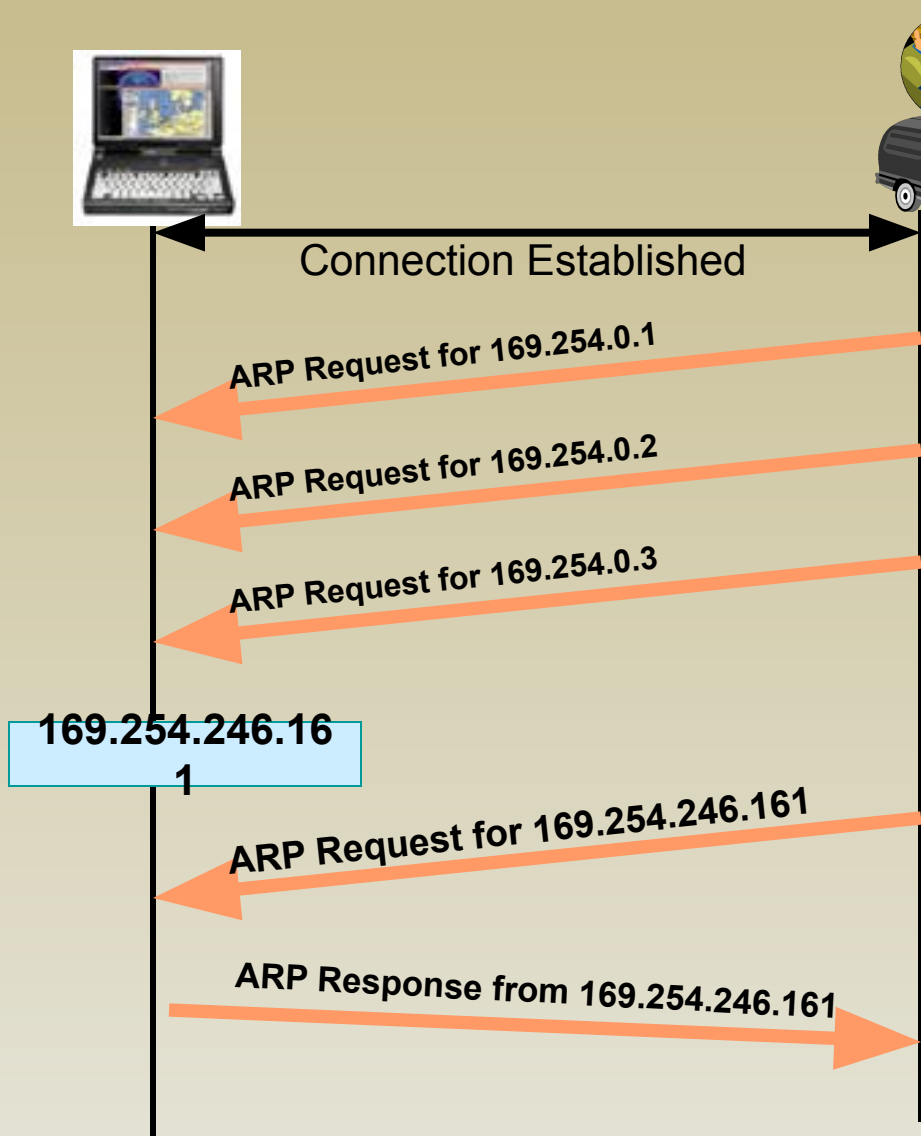 Connection Established
ARP Request for 169.254.0.1
ARP Request for 169.254.0.2
ARP Request for 169.254.0.3
169.254.246.16
1
ARP Request for 169.254.246.161
ARP Response from 169.254.246.161